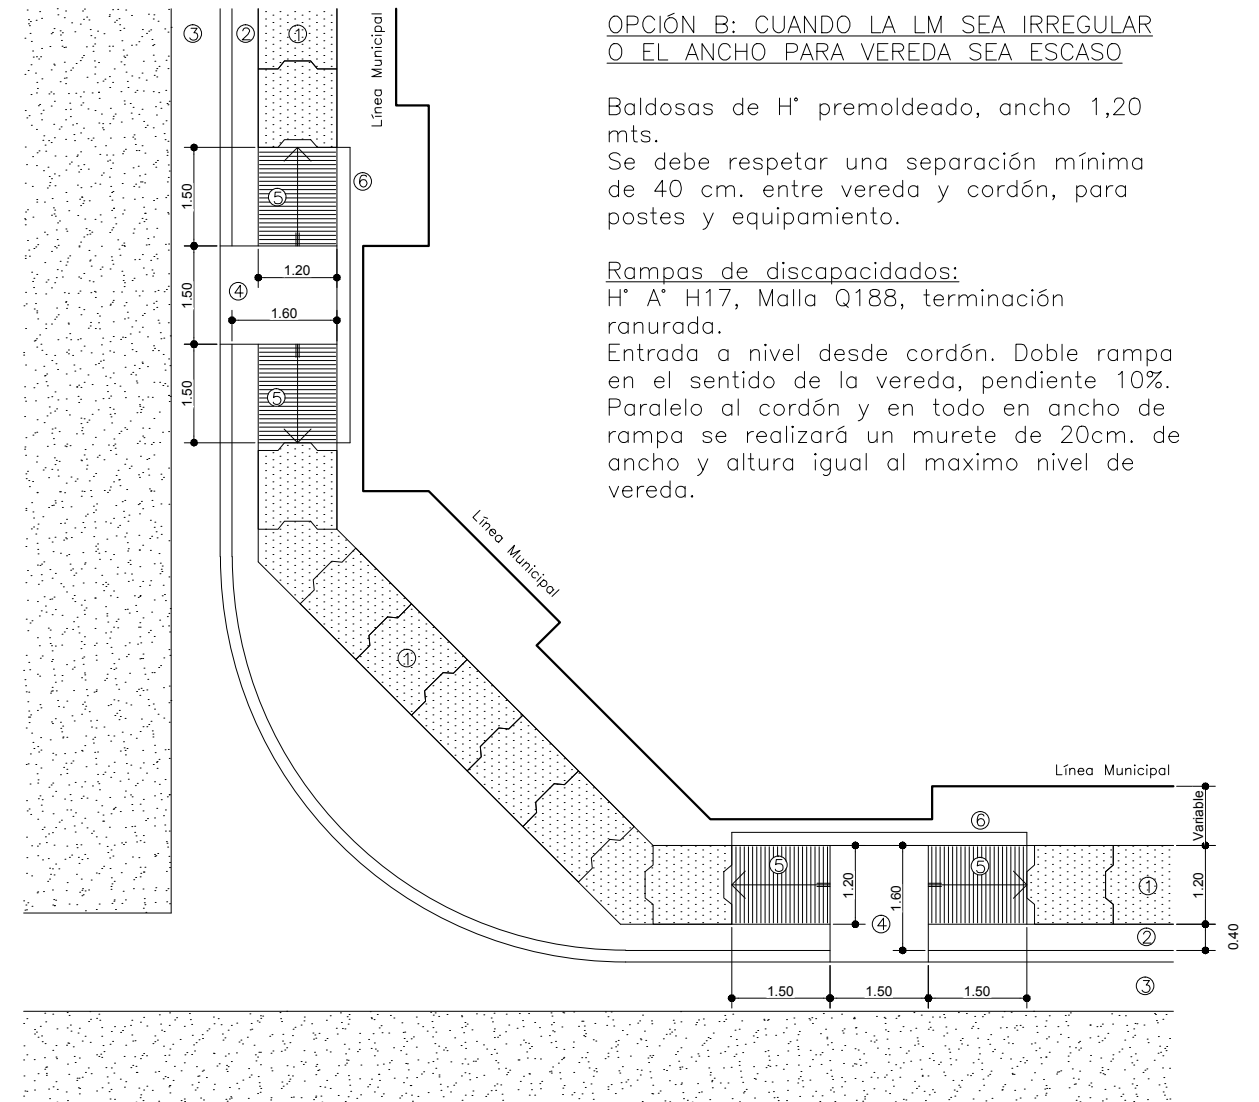 OPCIÓN B: CUANDO LA LM SEA IRREGULAR
O EL ANCHO PARA VEREDA SEA ESCASO
Baldosas de H° premoldeado, ancho 1,20
mts.
Se debe respetar una separación mínima
de 40 cm. entre vereda y cordón, para
postes y equipamiento.
Rampas de discapacidados:
H° A° H17, Malla Q188, terminación
ranurada.
Entrada a nivel desde cordón. Doble rampa
en el sentido de la vereda, pendiente 10%.
Paralelo al cordón y en todo en ancho de
rampa se realizará un murete de 20cm. de
ancho y altura igual al maximo nivel de
vereda.
3
2
1
Línea Municipal
6
5
1.50
1.20
4
1.50
1.60
5
1.50
Línea Municipal
1
Línea Municipal
Variable
6
5
5
1.20
1.60
4
1
1.20
2
0.40
3
1.50
1.50
1.50